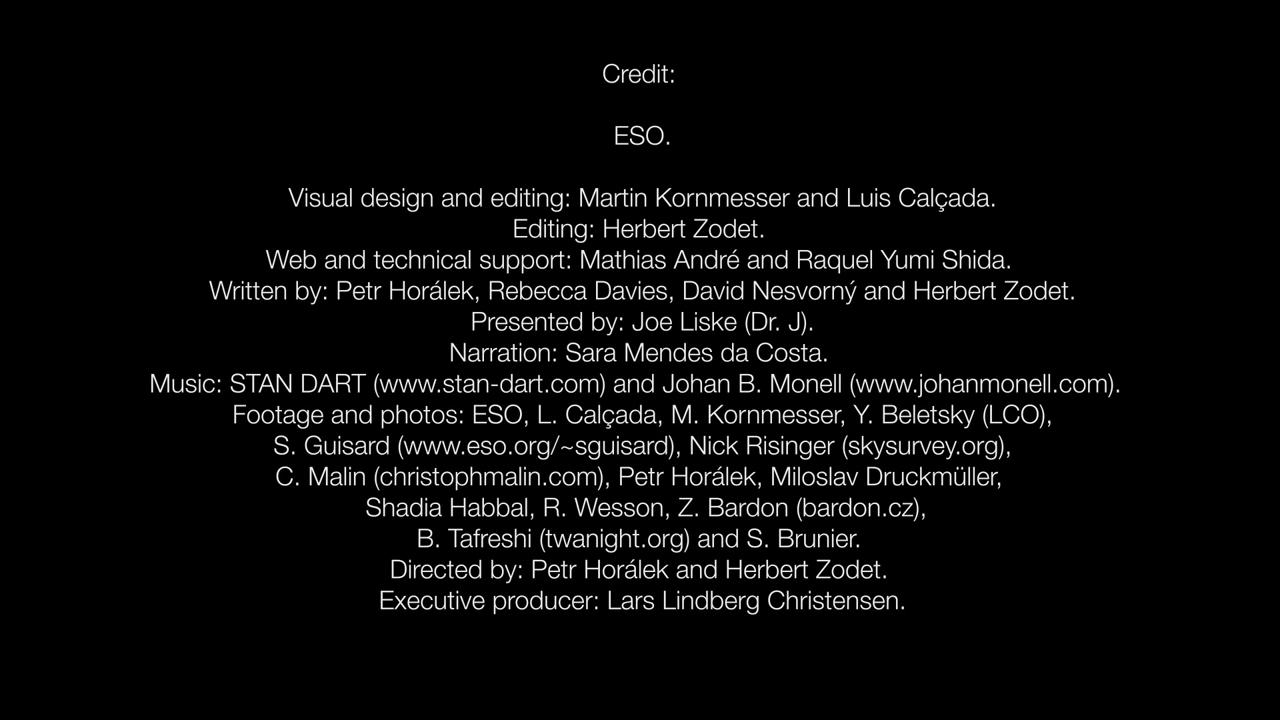 Credit:
ESO.
Visual design and editing: Martin Kornmesser and Luis Calçada.
Editing: Herbert Zodet.
Web and technical support: Mathias André and Raquel Yumi Shida.
Written by: Petr Horálek, Rebecca Davies, David Nesvorný and Herbert Zodet.
Presented by: Joe Liske (Dr. J).
Narration: Sara Mendes da Costa.
Music: STAN DART (www.stan-dart.com) and Johan B. Monell (www.johanmonell.com).
Footage and photos: ESO, L. Calçada, M. Kornmesser, Y. Beletsky (LCO),
S. Guisard (www.eso.org/~sguisard), Nick Risinger (skysurvey.org),
C. Malin (christophmalin.com), Petr Horálek, Miloslav Druckmüller,
Shadia Habbal, R. Wesson, Z. Bardon (bardon.cz),
B. Tafreshi (twanight.org) and S. Brunier.
Directed by: Petr Horálek and Herbert Zodet.
Executive producer: Lars Lindberg Christensen.